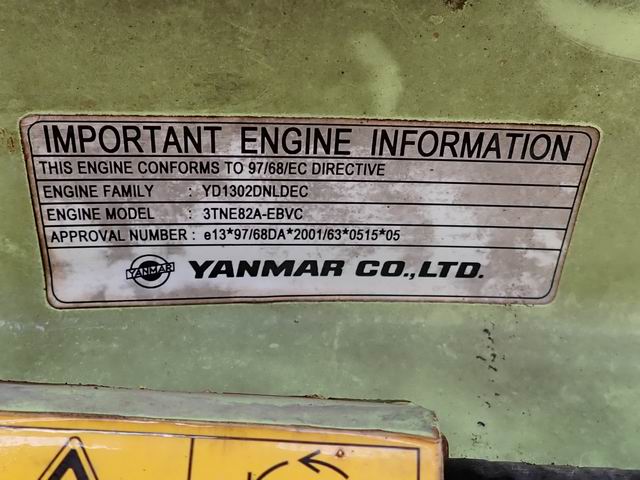 IMPORTANT ENGINE INFORMATION
THIS ENGINE CONFORMS TO 97/68/EC DIRECTIVE
ENGINE FAMILY : YD1302DNLDEC
ENGINE MODEL : 3TNE82A-EBVC
APPROVAL NUMBER : e13*97/68DA*2001/63*0515*05
YANMAR YANMAR CO.,LTD.